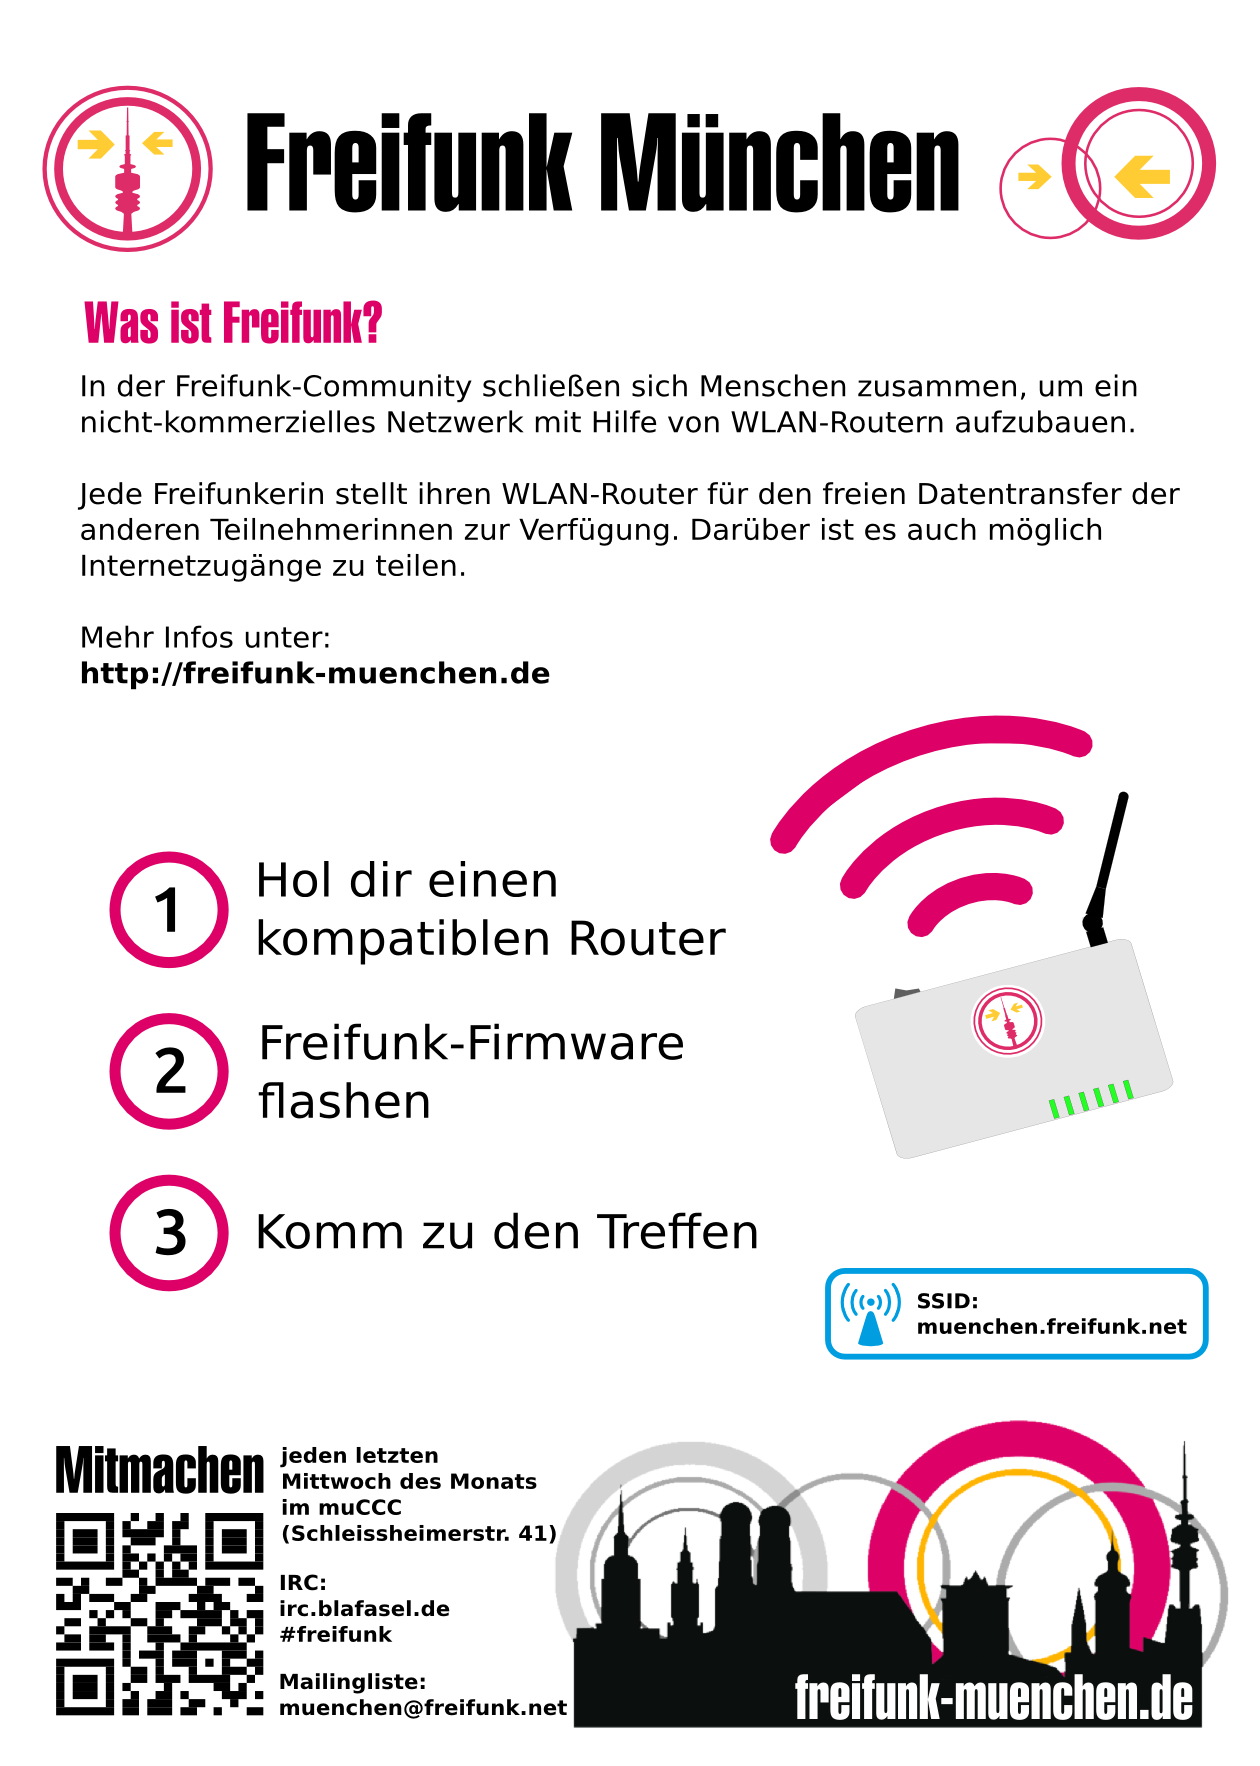 Freifunk München
Was ist Freifunk?
In der Freifunk-Community schließen sich Menschen zusammen, um ein
nicht-kommerzielles Netzwerk mit Hilfe von WLAN-Routern aufzubauen.
Jede Freifunkerin stellt ihren WLAN-Router für den freien Datentransfer der
anderen Teilnehmerinnen zur Verfügung. Darüber ist es auch möglich
Internetzugänge zu teilen.
Mehr Infos unter:
http://freifunk-muenchen.de
1
Hol dir einen
kompatiblen Router
2
Freifunk-Firmware
flashen
3
Komm zu den Treffen
SSID:
muenchen.freifunk.net
Mitmachen
jeden letzten
Mittwoch des Monats
im muCCC
(Schleissheimerstr. 41)
IRC:
irc.blafasel.de
#freifunk
Mailingliste:
muenchen@freifunk.net
freifunk-muenchen.de